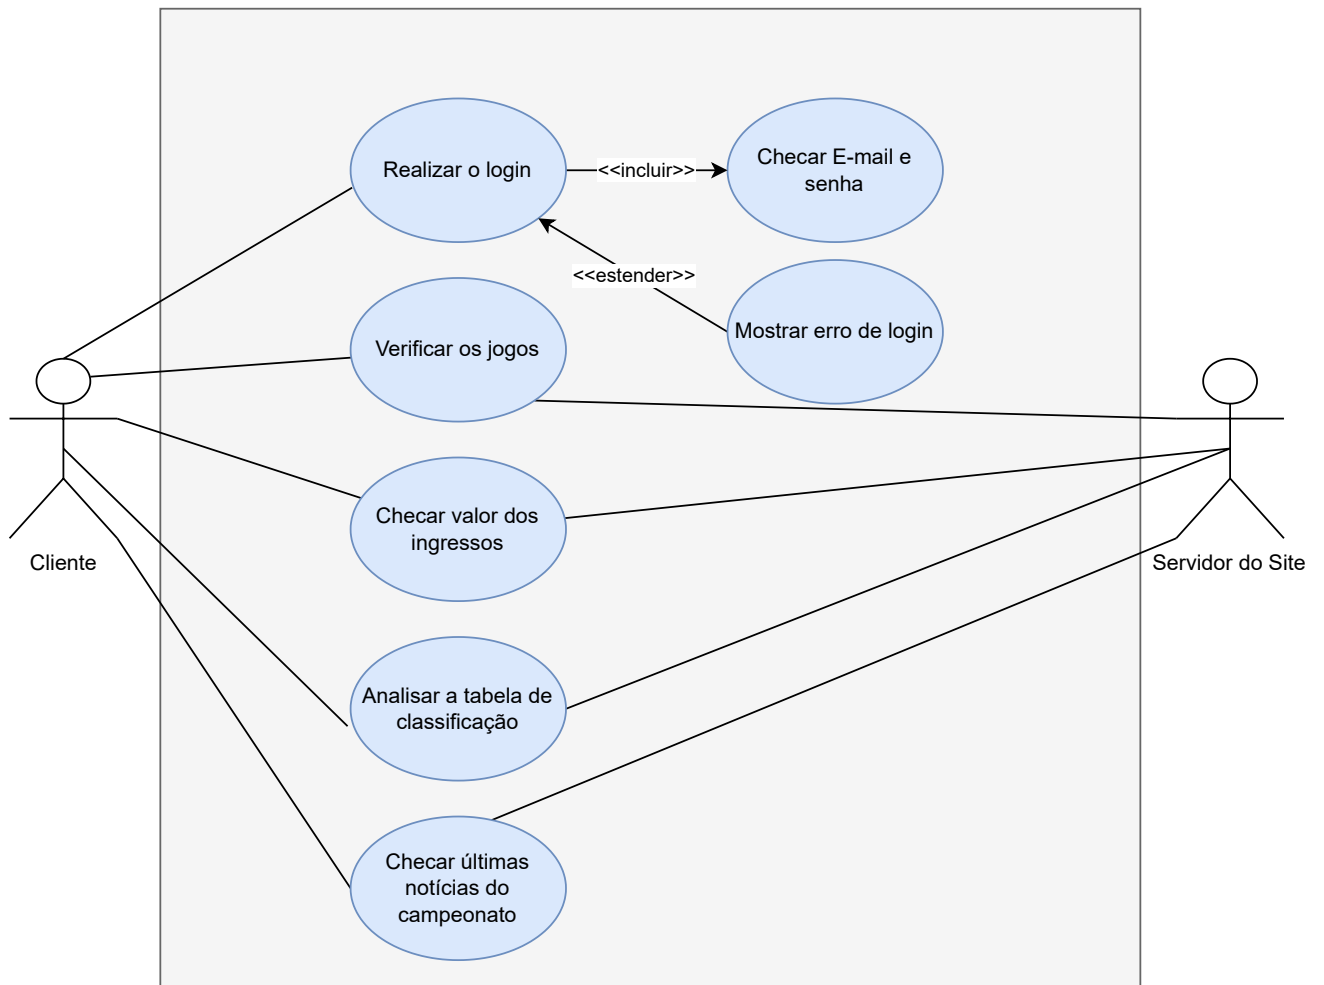 Realizar o login
<<incluir>>
Checar E-mail e
senha
<<estender>>
Mostrar erro de login
Verificar os jogos
Checar valor dos
ingressos
Cliente
Servidor do Site
Analisar a tabela de
classificação
Checar últimas
notícias do
campeonato